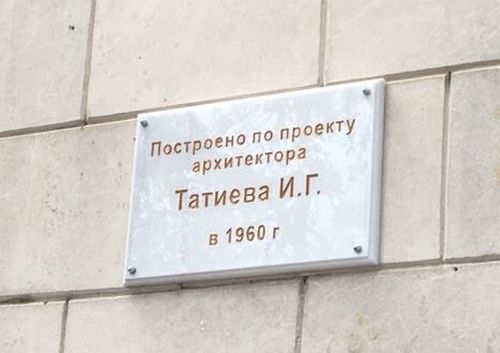 Построено по проекту
архитектора
Татиева И.Г.
в 1960 г